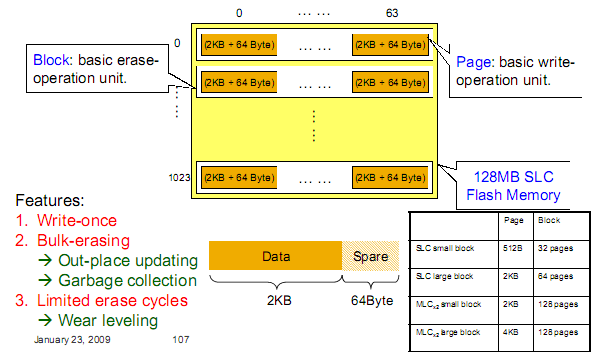 0 … … 63
0 (2KB + 64 Byte) … … (2KB + 64 Byte)
Block: basic erase-
operation unit.
Page: basic write-
operation unit.
(2KB + 64 Byte) … … (2KB + 64 Byte)
1023 (2KB + 64 Byte) … … (2KB + 64 Byte)
128MB SLC
Flash Memory
Features:
1. Write-once
2. Bulk-erasing
→ Out-place updating
→ Garbage collection
3. Limited erase cycles
→ Wear leveling
Data Spare
2KB 64Byte
Page Block
SLC small block 512B 32 pages
SLC large block 2KB 64 pages
MLCx2 small block 2KB 128 pages
MLCx2 large block 4KB 128 pages
January 23, 2009 107